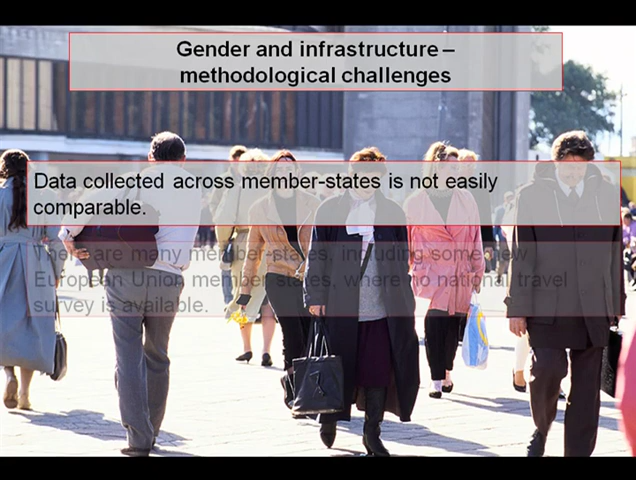 Gender and infrastructure –
methodological challenges
Data collected across member-states is not easily
comparable.
There are many member-states, including some new
European Union member states, where no national travel
survey is available.